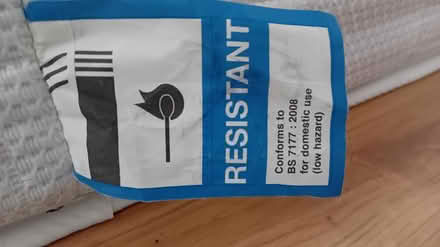 RESISTANT
Conforms to
BS 7177 : 2008
for domestic use
(low hazard)